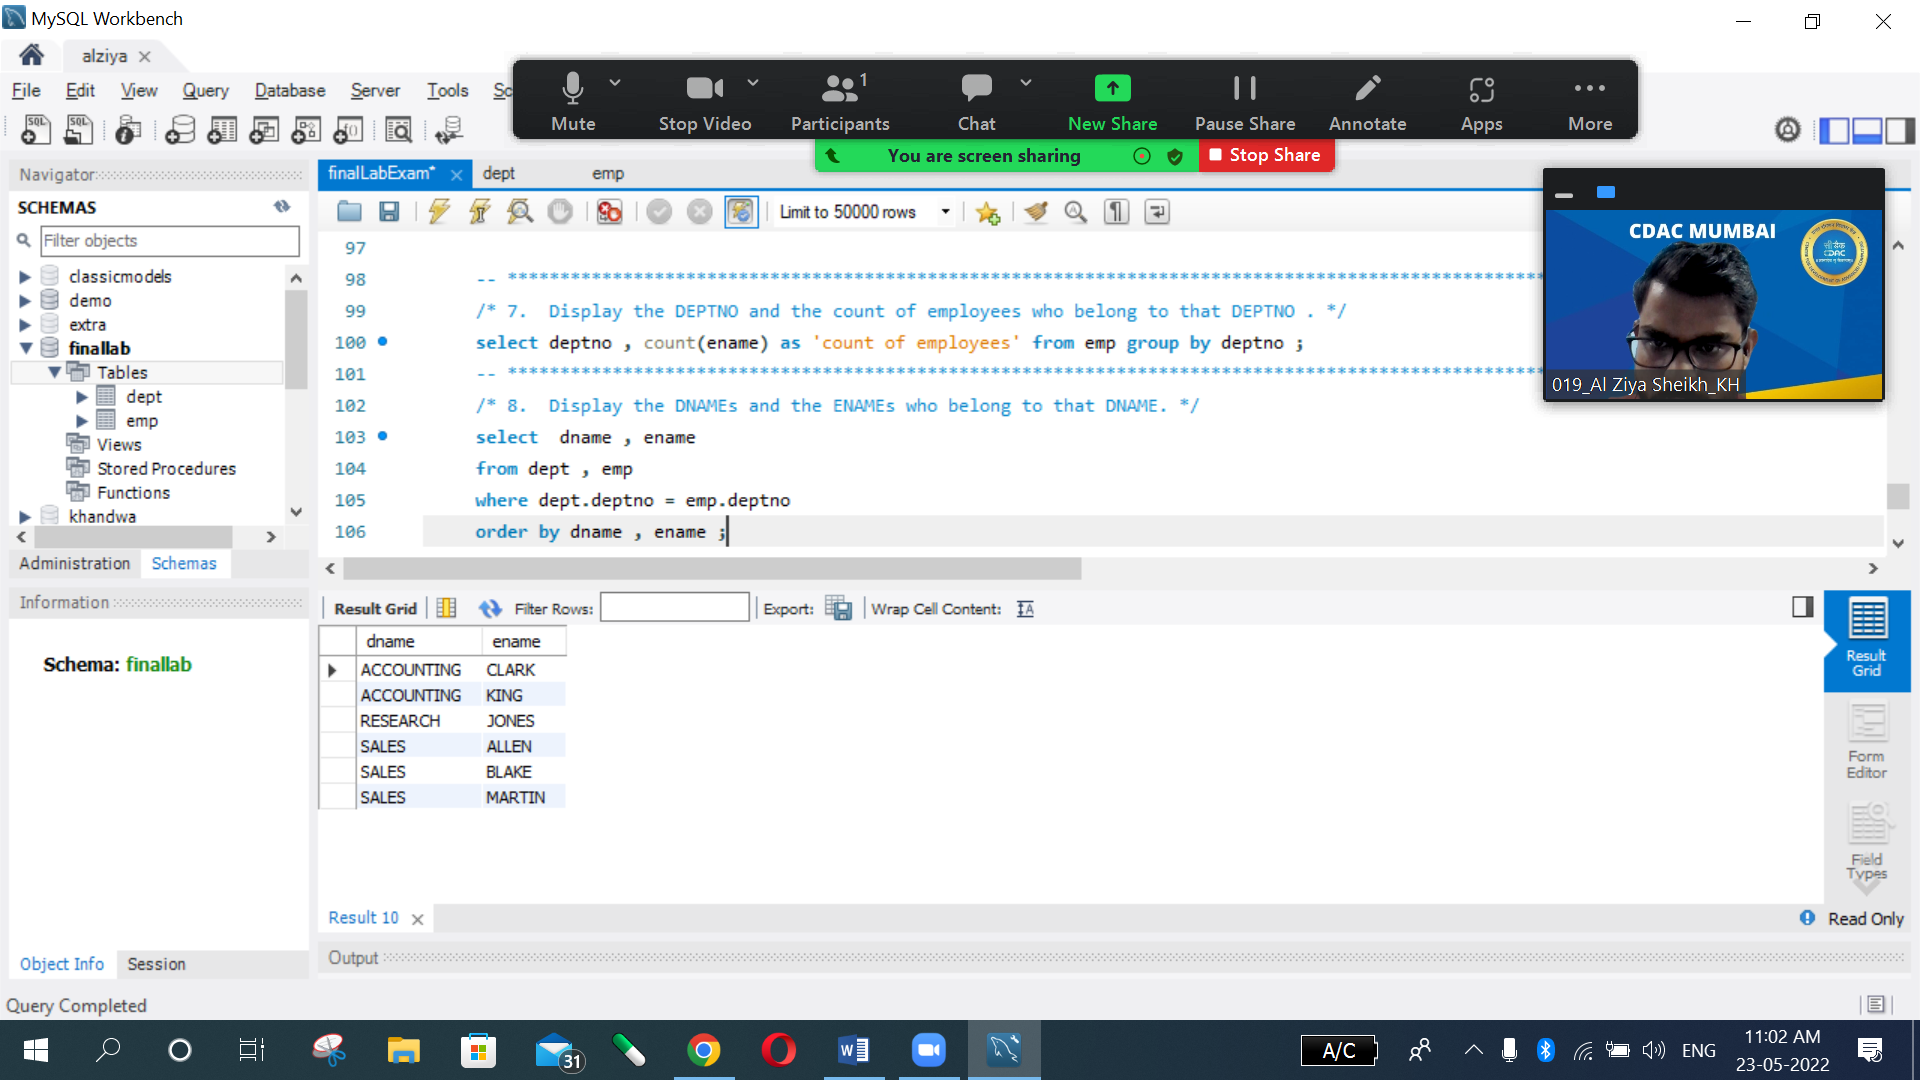 MySQL Workbench
alziya
File Edit View Query Database Server Tools Sc
Mute Stop Video Participants 1 Chat New Share Pause Share Annotate Apps More
You are screen sharing Stop Share
Navigator
SCHEMAS
Filter objects
classicmodels
demo
extra
finallab
Tables
dept
emp
Views
Stored Procedures
Functions
khandwa
Administration Schemas
Information
Schema: finallab
Object Info Session
Query Completed
finalLabExam* dept emp
Limit to 50000 rows
97
98 -- ******************************************************************************************************
99 /* 7. Display the DEPTNO and the count of employees who belong to that DEPTNO . */
100 select deptno , count(ename) as 'count of employees' from emp group by deptno ;
101 -- ******************************************************************************************************
102 /* 8. Display the DNAMEs and the ENAMEs who belong to that DNAME. */
103 select dname , ename
104 from dept , emp
105 where dept.deptno = emp.deptno
106 order by dname , ename ;
CDAC MUMBAI
019_Al Ziya Sheikh_KH
Result Grid Filter Rows: Export: Wrap Cell Content:
dname ename
ACCOUNTING CLARK
ACCOUNTING KING
RESEARCH JONES
SALES ALLEN
SALES BLAKE
SALES MARTIN
Result
Grid
Form
Editor
Field
Types
Result 10
Read Only
Output
31
A/C
ENG
11:02 AM
23-05-2022